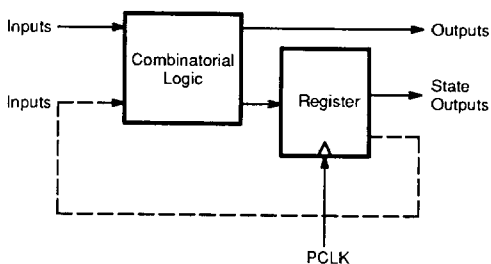 Inputs
Outputs
Combinatorial
Logic
Inputs
Register
State
Outputs
PCLK